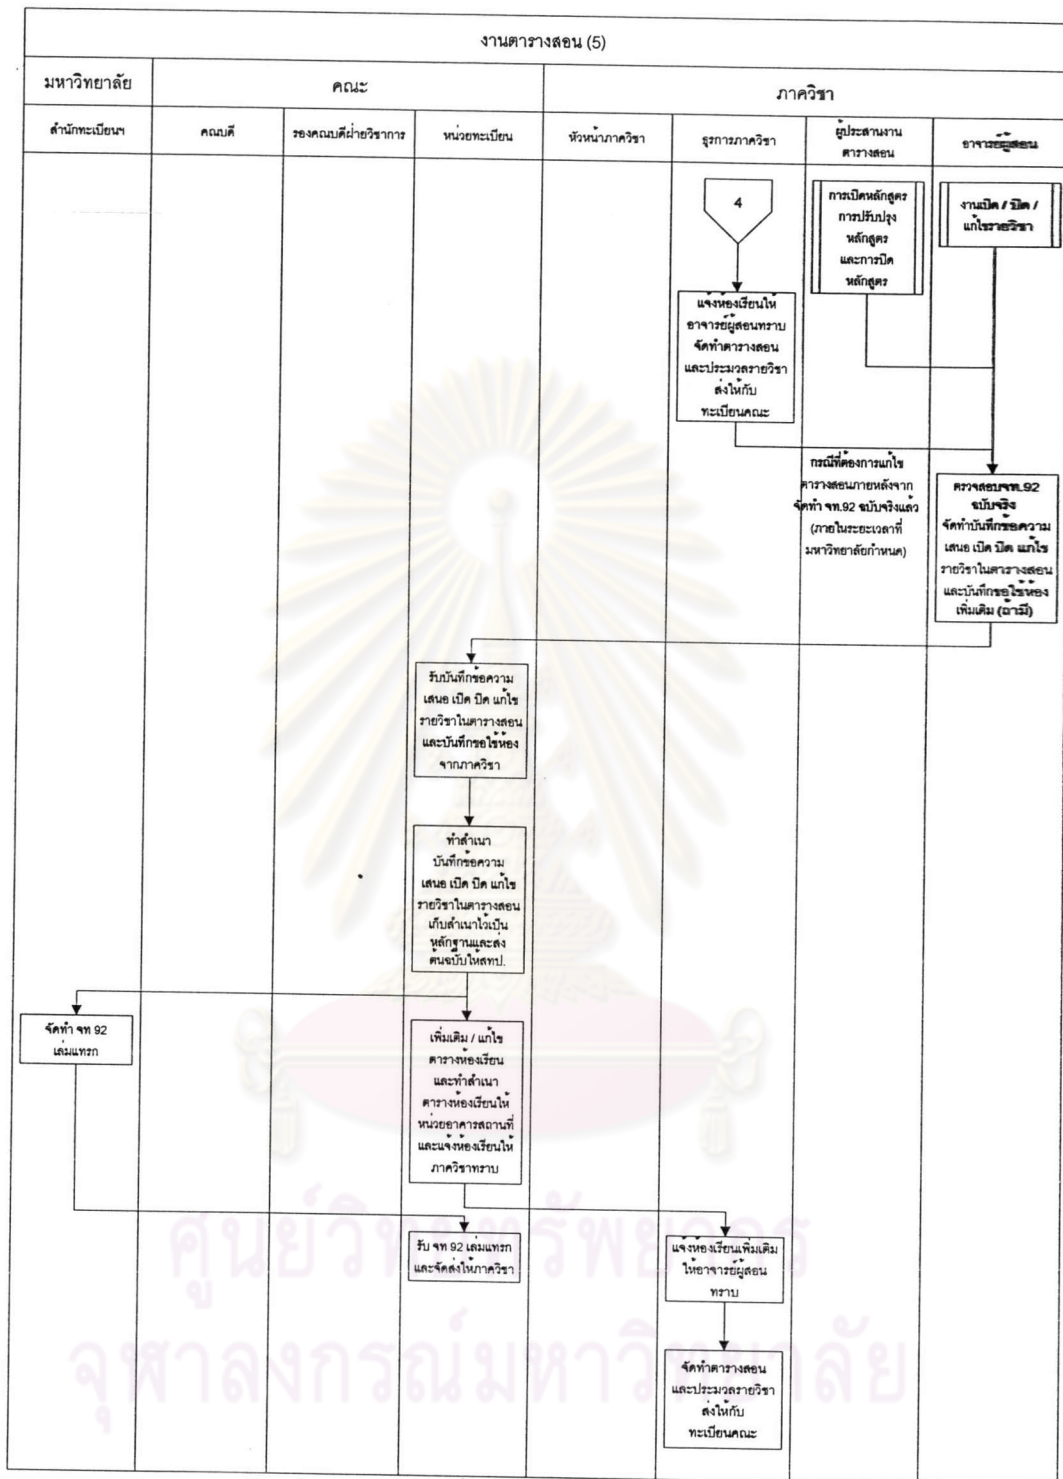 งานตารางสอน (5)
มหาวิทยาลัย
คณะ
ภาควิชา
สำนักทะเบียนฯ
คณบดี
รองคณบดีฝ่ายวิชาการ
หน่วยทะเบียน
หัวหน้าภาควิชา
ธุรการภาควิชา
ผู้ประสานงาน
ตารางสอน
อาจารย์ผู้สอน
4
การเปิดหลักสูตร
การปรับปรุง
หลักสูตร
และการปิด
หลักสูตร
งานเปิด / ปิด /
แก้ไขรายวิชา
แจ้งห้องเรียนให้
อาจารย์ผู้สอนทราบ
จัดทำตารางสอน
และประมวลรายวิชา
ส่งให้กับ
ทะเบียนคณะ
กรณีที่ต้องการแก้ไข
ตารางสอนภายหลังจาก
จัดทำ จท.92 ฉบับจริงแล้ว
(ภายในระยะเวลาที่
มหาวิทยาลัยกำหนด)
ตรวจสอบจท.92
ฉบับจริง
จัดทำบันทึกข้อความ
เสนอ เปิด ปิด แก้ไข
รายวิชาในตารางสอน
และบันทึกขอใช้ห้อง
เพิ่มเติม (ถ้ามี)
รับบันทึกข้อความ
เสนอ เปิด ปิด แก้ไข
รายวิชาในตารางสอน
และบันทึกขอใช้ห้อง
จากภาควิชา
ทำสำเนา
บันทึกข้อความ
เสนอ เปิด ปิด แก้ไข
รายวิชาในตารางสอน
เก็บสำเนาไว้เป็น
หลักฐานและส่ง
ต้นฉบับให้สทป.
จัดทำ จท 92
เล่มแทรก
เพิ่มเติม / แก้ไข
ตารางห้องเรียน
และทำสำเนา
ตารางห้องเรียนให้
หน่วยอาคารสถานที่
และแจ้งห้องเรียนให้
ภาควิชาทราบ
รับ จท 92 เล่มแทรก
และจัดส่งให้ภาควิชา
แจ้งห้องเรียนเพิ่มเติม
ให้อาจารย์ผู้สอน
ทราบ
จัดทำตารางสอน
และประมวลรายวิชา
ส่งให้กับ
ทะเบียนคณะ
ศูนย์วิทยทรัพยากร
จุฬาลงกรณ์มหาวิทยาลัย